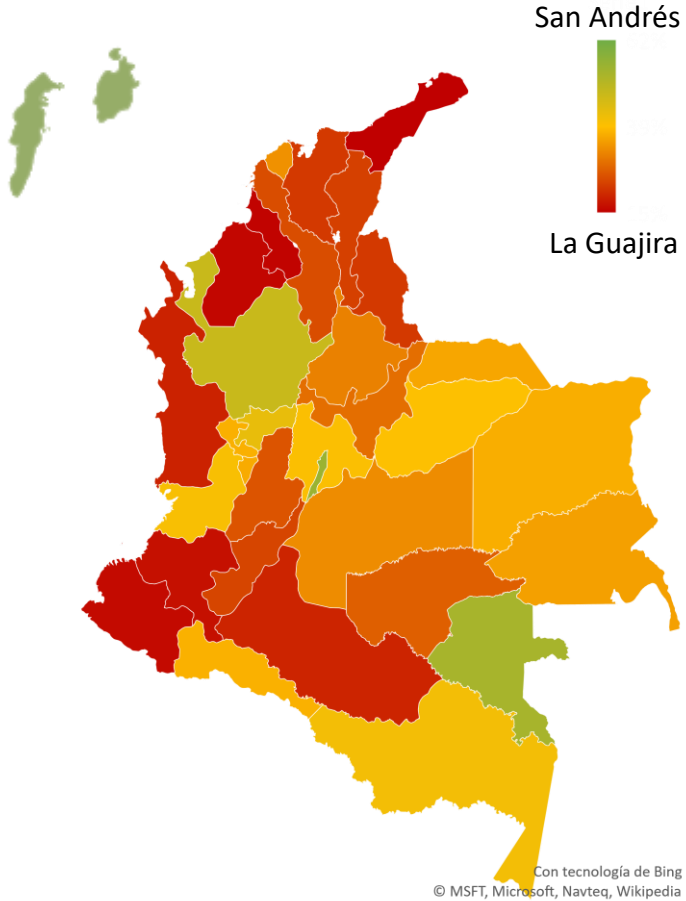 San Andrés
La Guajira
Con tecnología de Bing
© MSFT, Microsoft, Navteq, Wikipedia